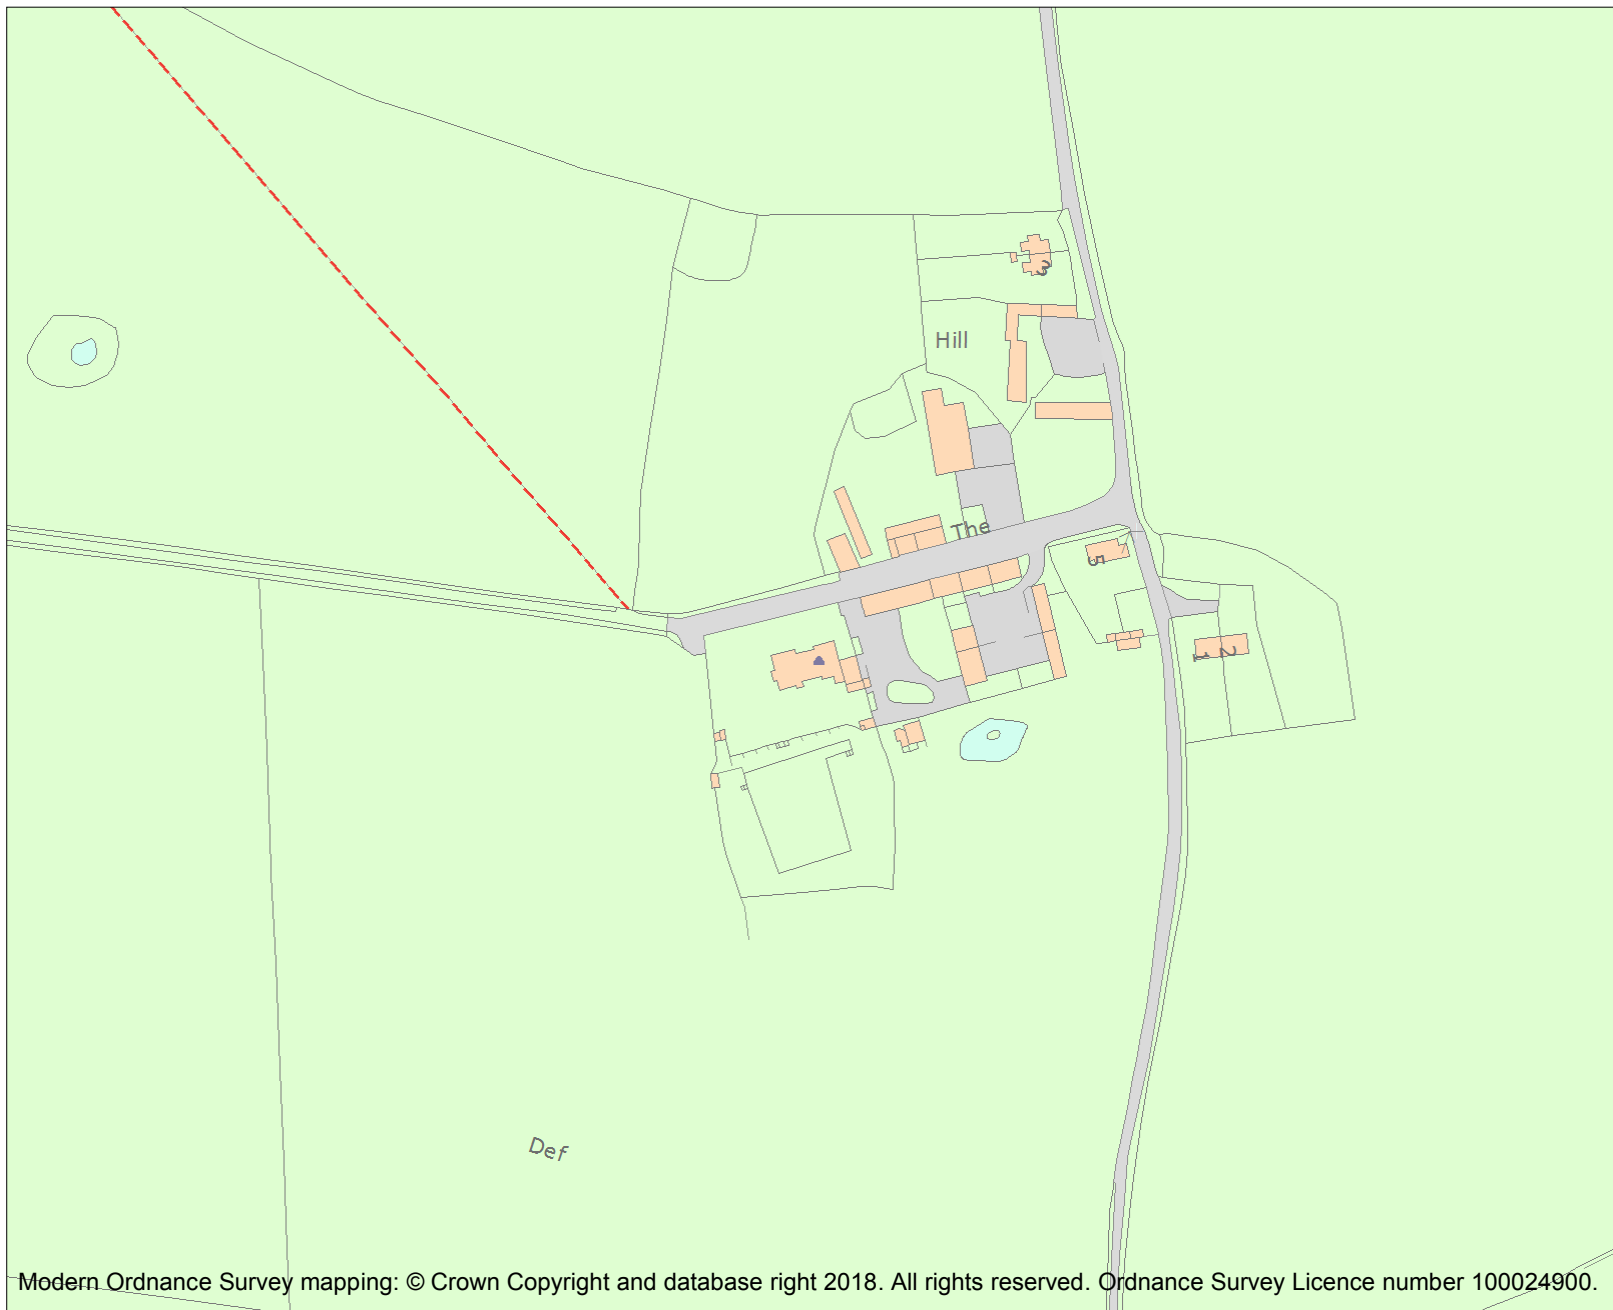 3
Hill
The
5
1
2
Def
Modern Ordnance Survey mapping: © Crown Copyright and database right 2018. All rights reserved. Ordnance Survey Licence number 100024900.